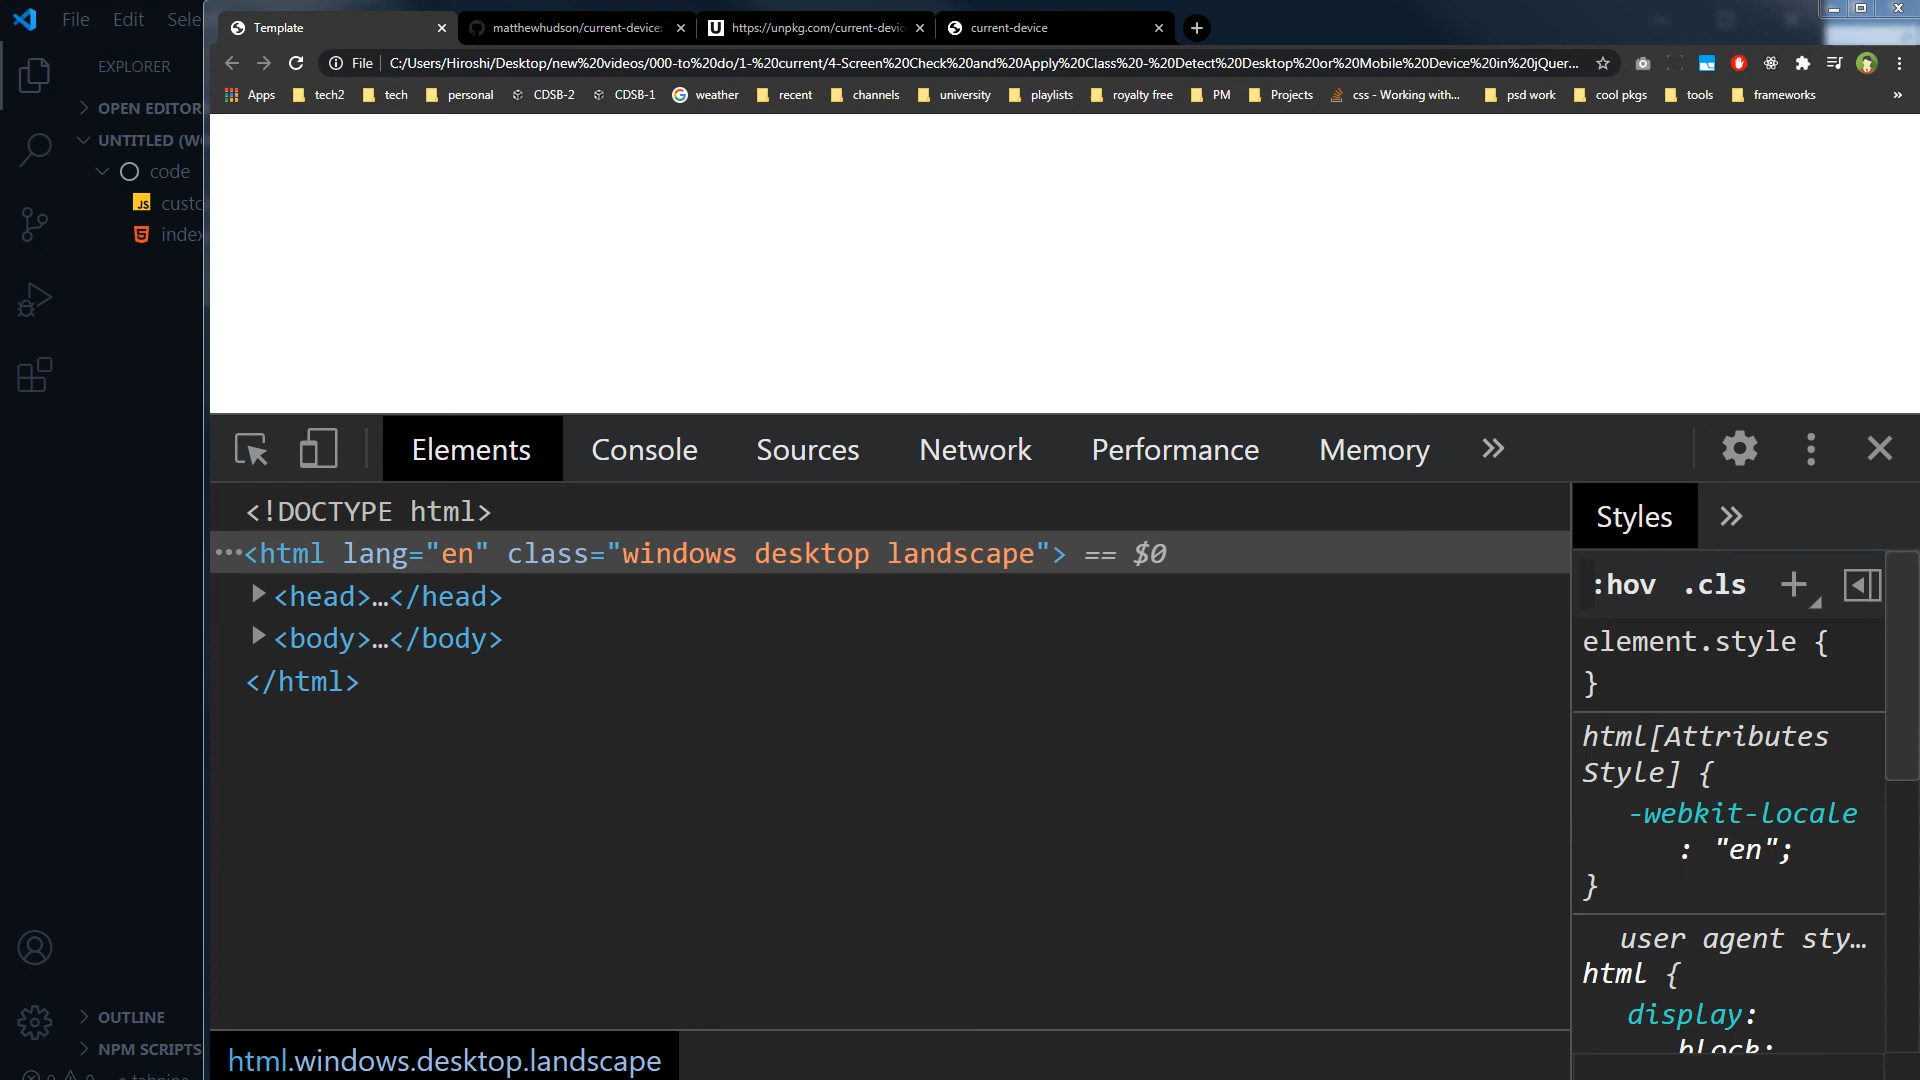 File Edit Sele
Template
matthewhudson/current-device:
https://unpkg.com/current-devic
current-device
File
C:/Users/Hiroshi/Desktop/new%20videos/000-to%20do/1-%20current/4-Screen%20Check%20and%20Apply%20Class%20-%20Detect%20Desktop%20or%20Mobile%20Device%20in%20jQuer...
Apps tech2 tech personal CDSB-2 CDSB-1 weather recent channels university playlists royalty free PM Projects css - Working with... psd work cool pkgs tools frameworks »
EXPLORER
OPEN EDITOR
UNTITLED (WO
code
JS custo
index
Elements Console Sources Network Performance Memory »
<!DOCTYPE html>
•••<html lang="en" class="windows desktop landscape"> == $0
<head>…</head>
<body>…</body>
</html>
html.windows.desktop.landscape
Styles »
:hov .cls +
element.style {
}
html[Attributes
Style] {
-webkit-locale
: "en";
}
user agent sty…
html {
display:
block;
OUTLINE
NPM SCRIPTS
0 0 tabnine